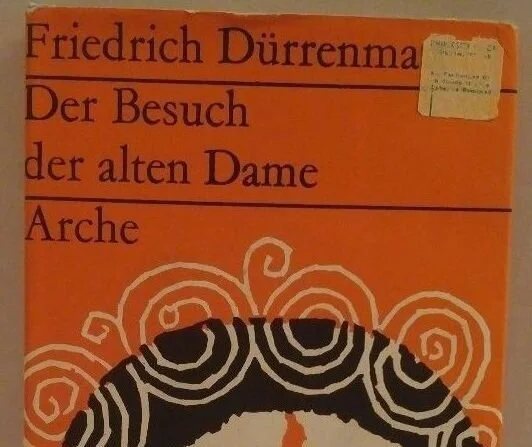 Friedrich Dürrenma
Der Besuch
der alten Dame
Arche